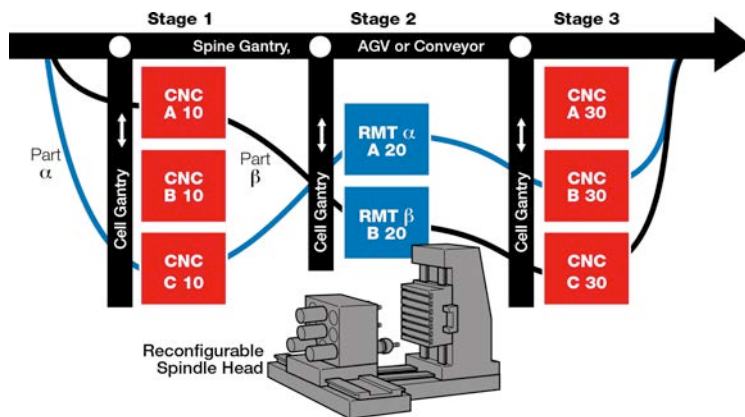 Stage 1
Stage 2
Stage 3
Spine Gantry,
AGV or Conveyor
Part
α
Cell Gantry
CNC
A 10
CNC
B 10
CNC
C 10
Part
β
Cell Gantry
RMT α
A 20
RMT β
B 20
Cell Gantry
CNC
A 30
CNC
B 30
CNC
C 30
Reconfigurable
Spindle Head